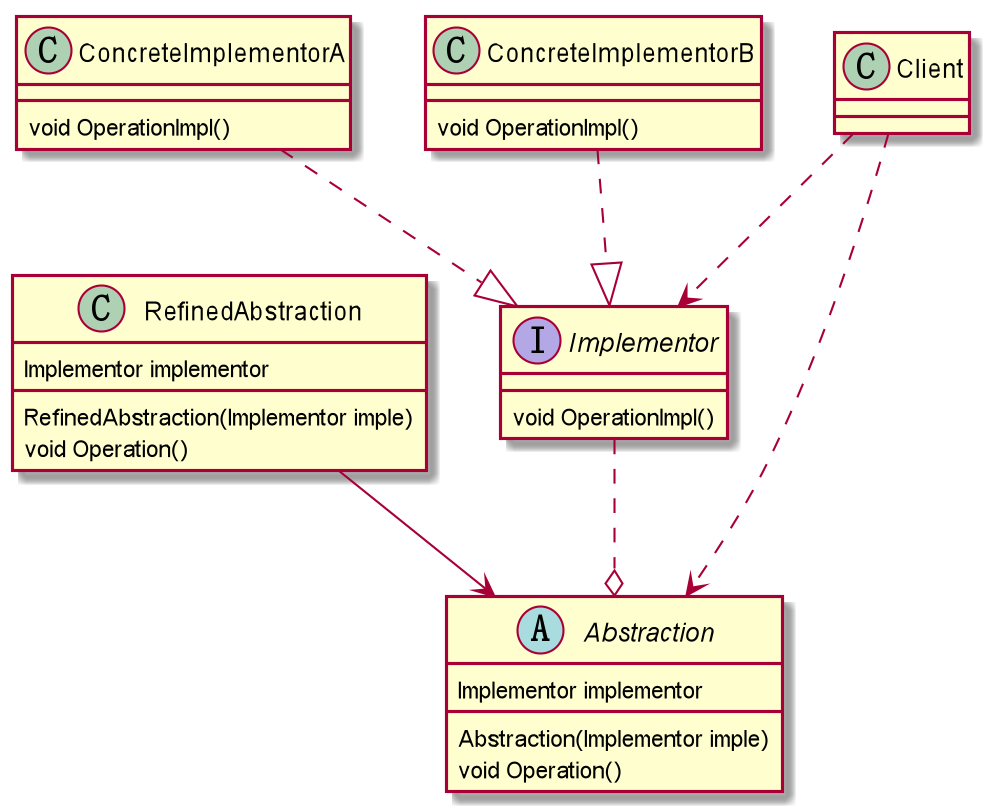 C ConcreteImplementorA
void OperationImpl()
C ConcreteImplementorB
void OperationImpl()
C Client
C RefinedAbstraction
Implementor implementor
RefinedAbstraction(Implementor imple)
void Operation()
I Implementor
void OperationImpl()
A Abstraction
Implementor implementor
Abstraction(Implementor imple)
void Operation()